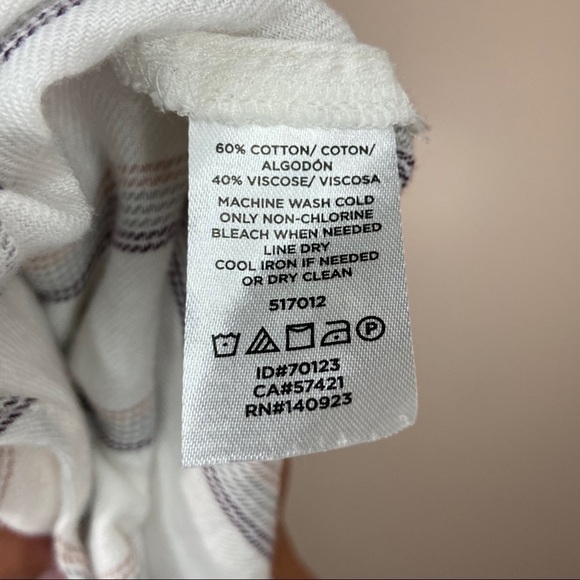 60% COTTON/ COTON/
ALGODÓN
40% VISCOSE/ VISCOSA
MACHINE WASH COLD
ONLY NON-CHLORINE
BLEACH WHEN NEEDED
LINE DRY
COOL IRON IF NEEDED
OR DRY CLEAN
517012
P
ID#70123
CA#57421
RN#140923